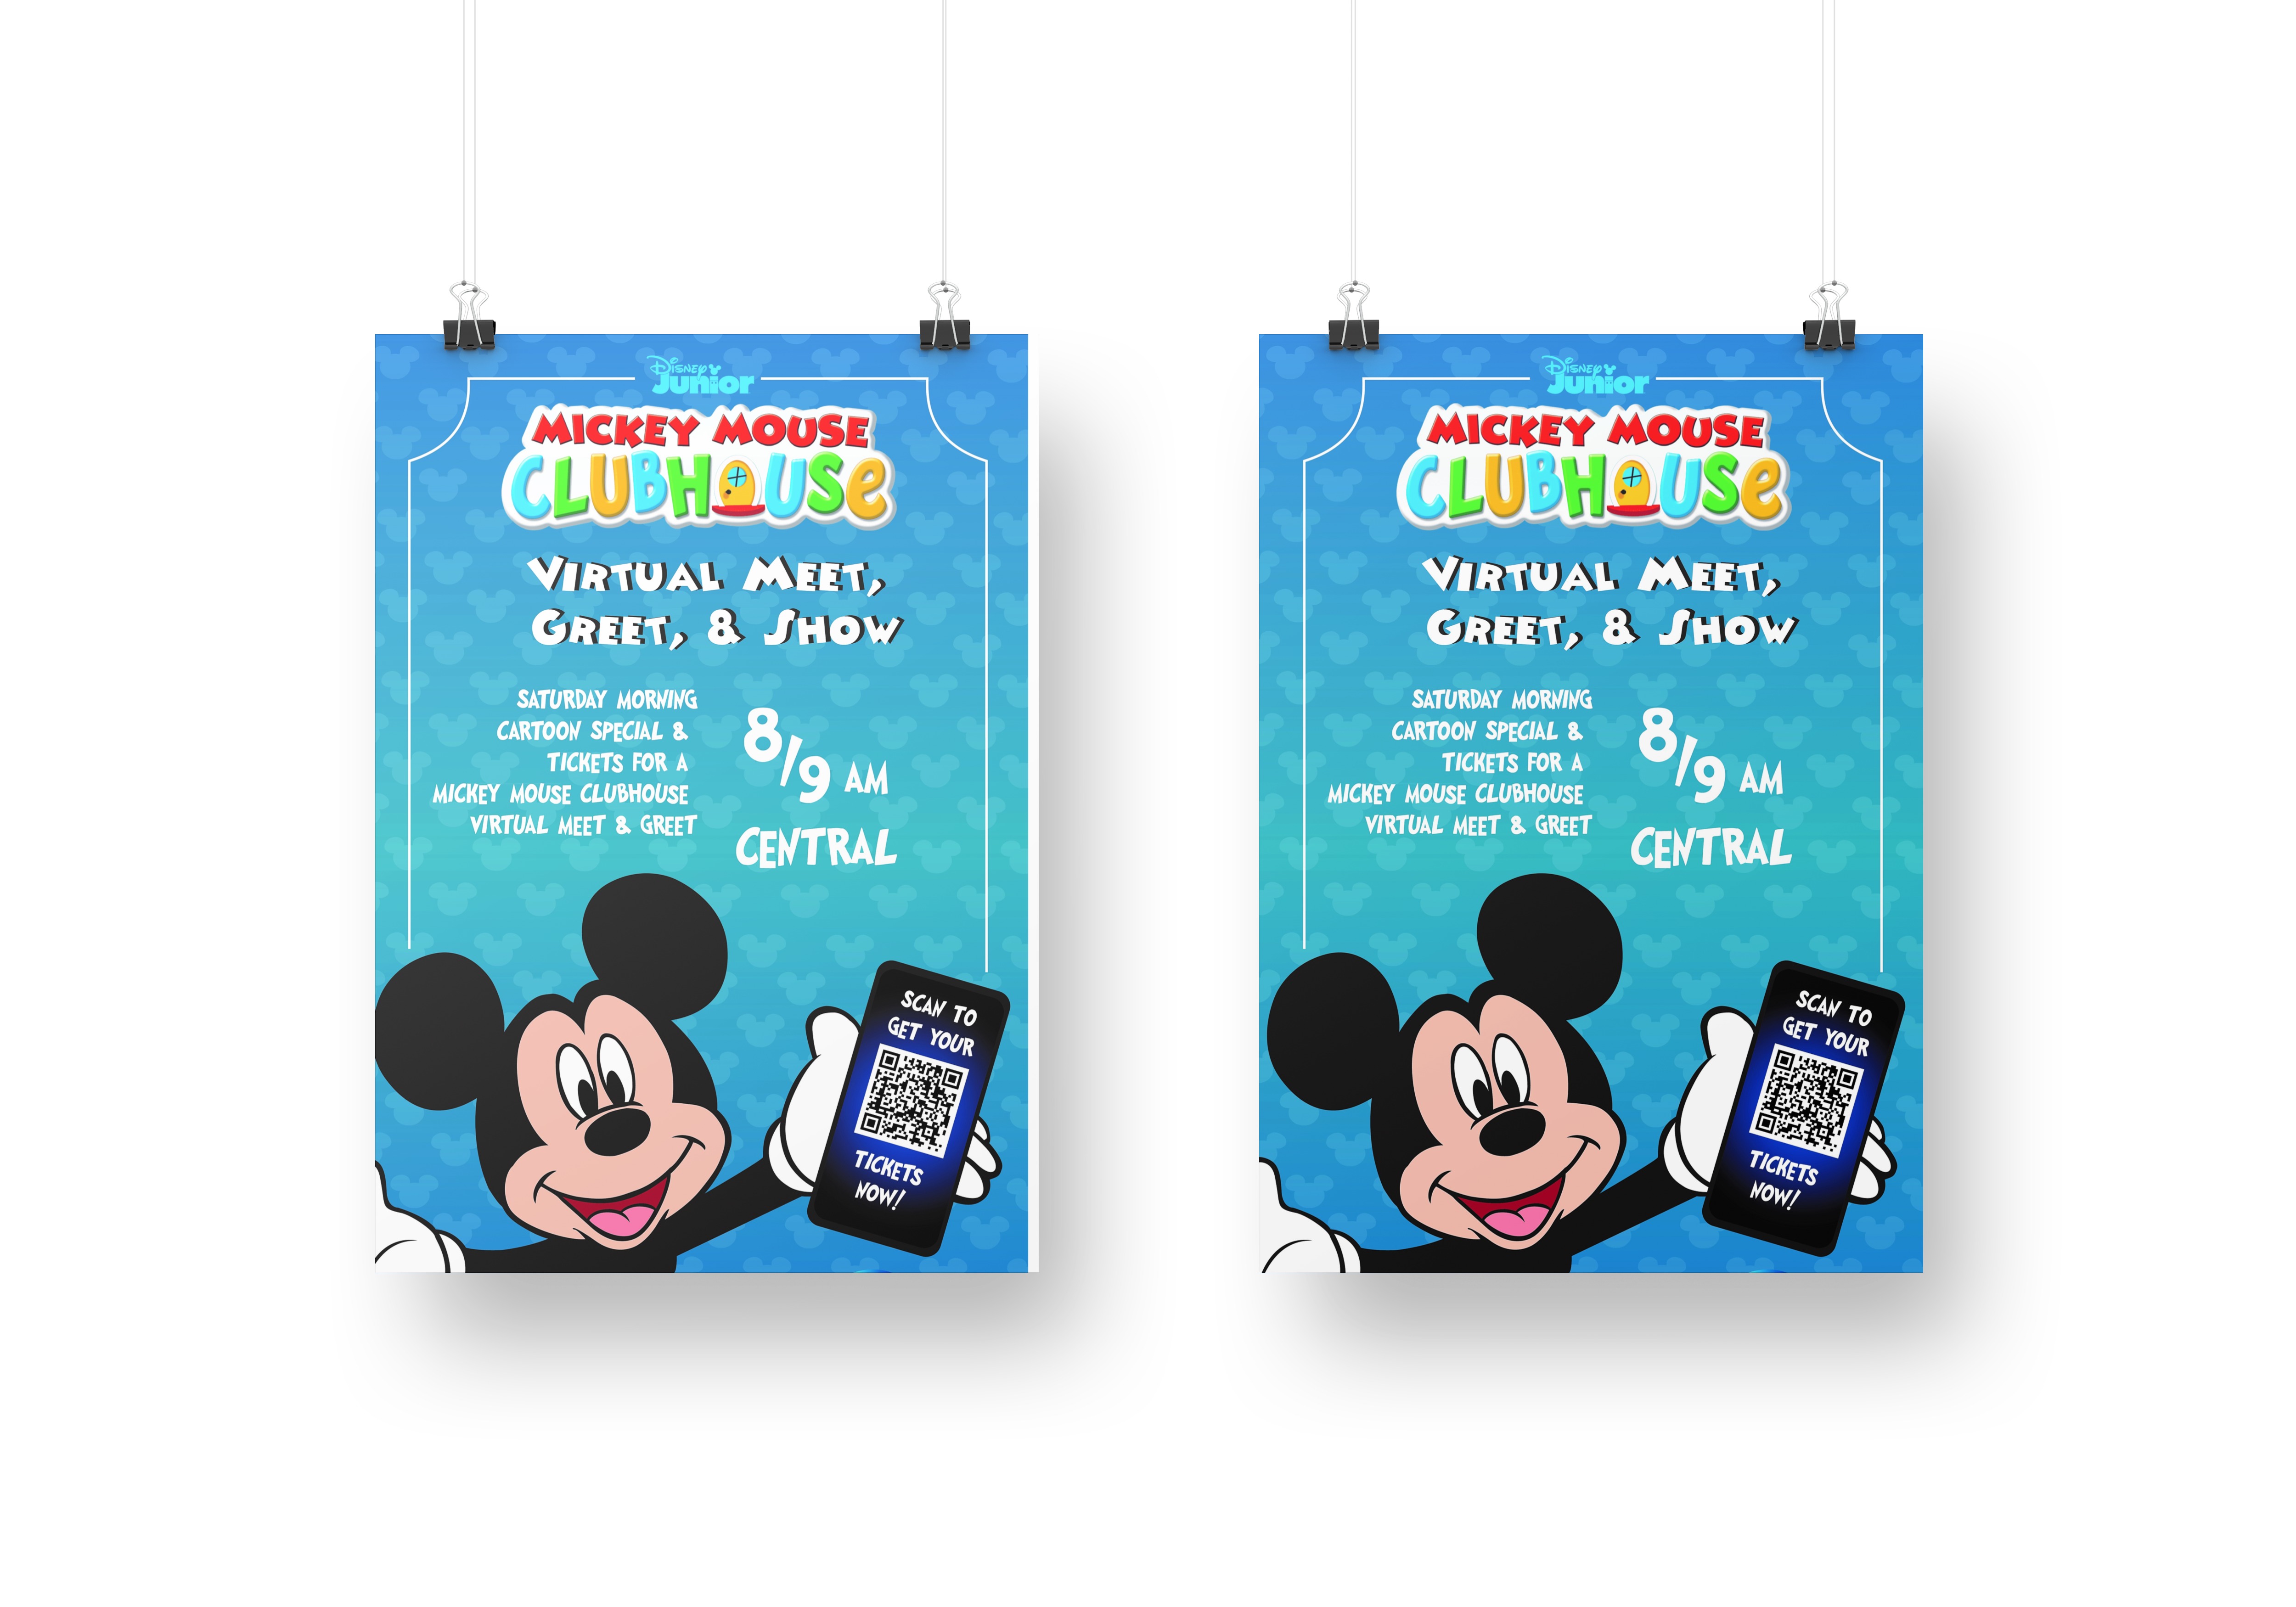 Disney
Junior
MICKEY MOUSE
CLUBHOUSE
VIRTUAL MEET,
GREET, & SHOW
SATURDAY MORNING
CARTOON SPECIAL &
TICKETS FOR A
MICKEY MOUSE CLUBHOUSE
VIRTUAL MEET & GREET
8/9 AM
CENTRAL
SCAN TO
GET YOUR
TICKETS
NOW!
Disney
Junior
MICKEY MOUSE
CLUBHOUSE
VIRTUAL MEET,
GREET, & SHOW
SATURDAY MORNING
CARTOON SPECIAL &
TICKETS FOR A
MICKEY MOUSE CLUBHOUSE
VIRTUAL MEET & GREET
8/9 AM
CENTRAL
SCAN TO
GET YOUR
TICKETS
NOW!